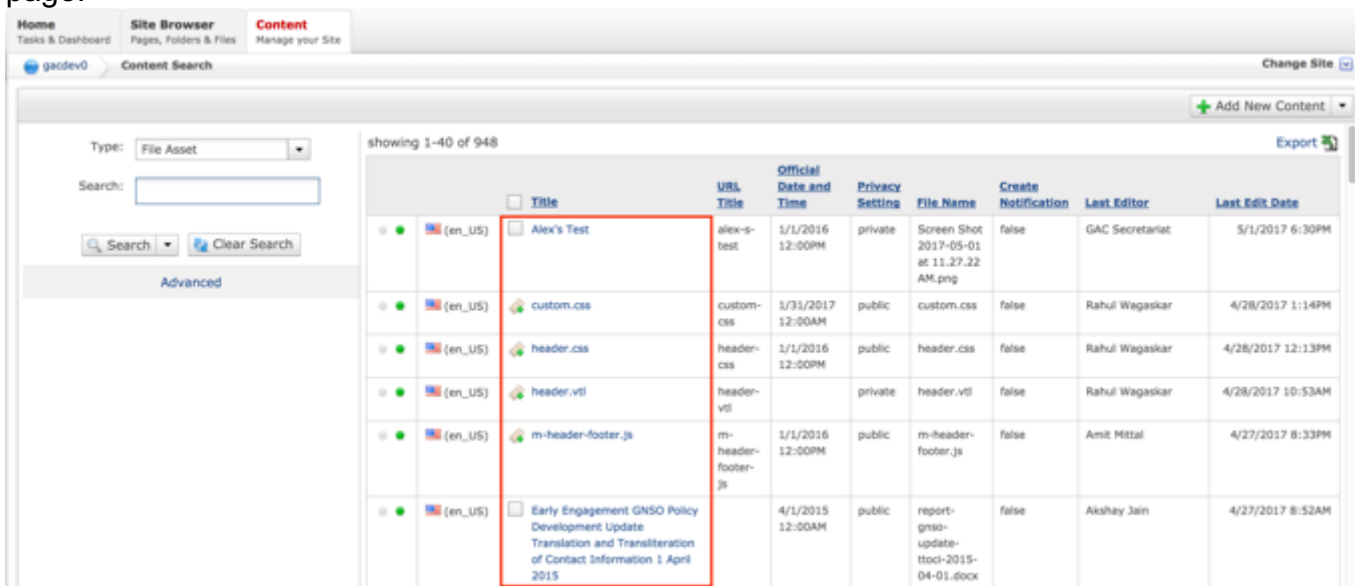 page.
Home
Tasks & Dashboard
Site Browser
Pages, Folders & Files
Content
Manage your Site
gacdev0
Content Search
Change Site
Add New Content
Type:
File Asset
Search:
Search
Clear Search
Advanced
showing 1-40 of 948
Export
Title
URL
Title
Official
Date and
Time
Privacy
Setting
File Name
Create
Notification
Last Editor
Last Edit Date
(en_US)
Alex's Test
alex-s-
test
1/1/2016
12:00PM
private
Screen Shot
2017-05-01
at 11.27.22
AM.png
false
GAC Secretariat
5/1/2017 6:30PM
(en_US)
custom.css
custom-
css
1/31/2017
12:00AM
public
custom.css
false
Rahul Wagaskar
4/28/2017 1:14PM
(en_US)
header.css
header-
css
1/1/2016
12:00PM
public
header.css
false
Rahul Wagaskar
4/28/2017 12:13PM
(en_US)
header.vtl
header-
vtl
private
header.vtl
false
Rahul Wagaskar
4/28/2017 10:53AM
(en_US)
m-header-footer.js
m-
header-
footer-
js
1/1/2016
12:00PM
public
m-header-
footer.js
false
Amit Mittal
4/27/2017 8:33PM
(en_US)
Early Engagement GNSO Policy
Development Update
Translation and Transliteration
of Contact Information 1 April
2015
4/1/2015
12:00AM
public
report-
gnso-
update-
ttoci-2015-
04-01.docx
false
Akshay Jain
4/27/2017 8:52AM